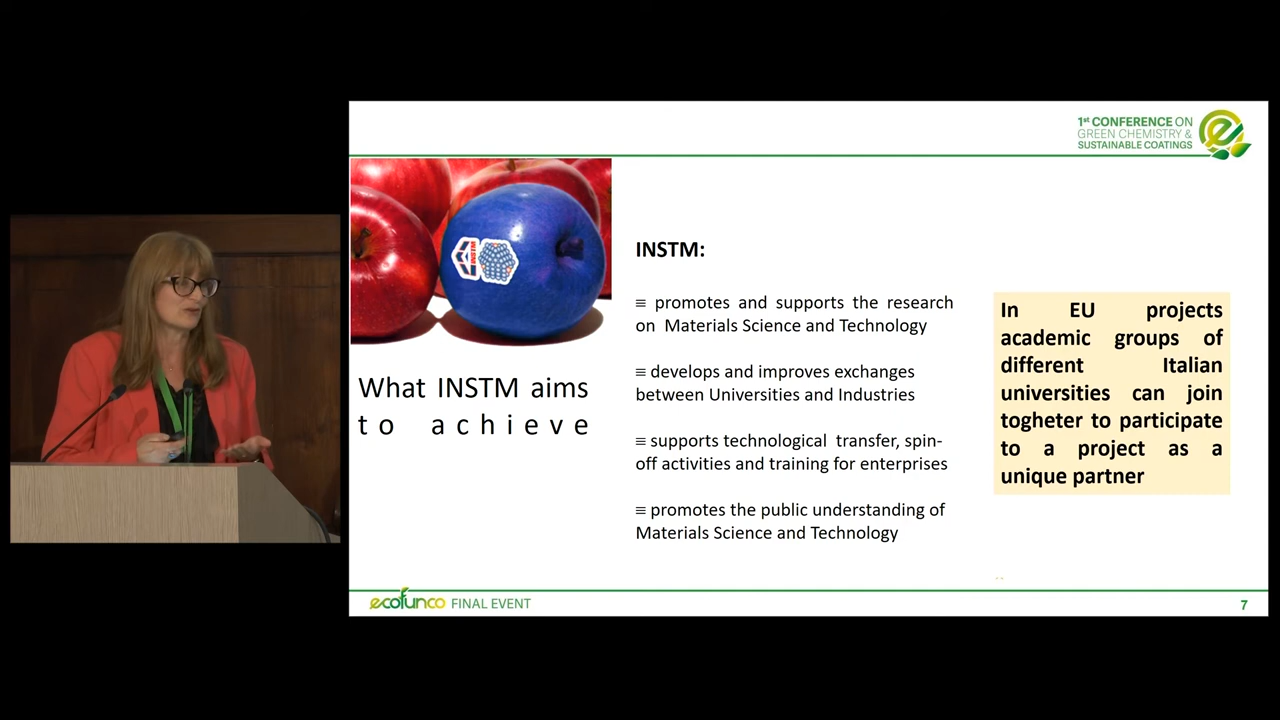 1st CONFERENCE ON
GREEN CHEMISTRY &
SUSTAINABLE COATINGS
INSTM
What INSTM aims
to achieve
INSTM:
≡ promotes and supports the research
on Materials Science and Technology
≡ develops and improves exchanges
between Universities and Industries
≡ supports technological transfer, spin-
off activities and training for enterprises
≡ promotes the public understanding of
Materials Science and Technology
In EU projects
academic groups of
different Italian
universities can join
togheter to participate
to a project as a
unique partner
ecofunco FINAL EVENT
7